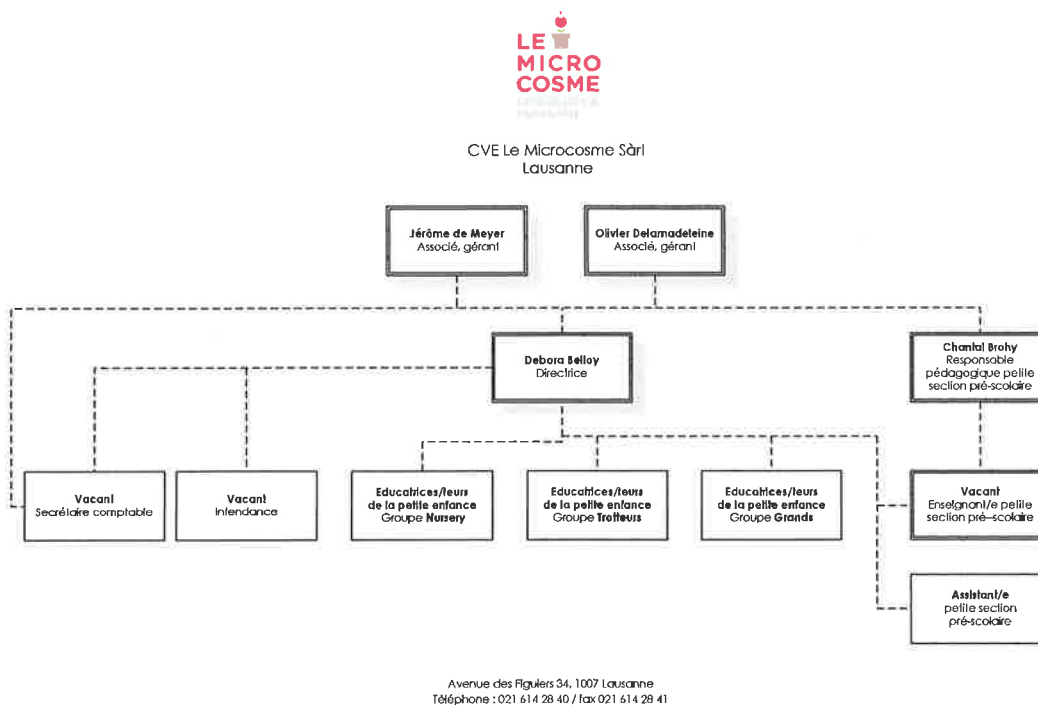 LE
MICRO
COSME
CVE Le Microcosme Sàrl
Lausanne
Jérôme de Meyer
Associé, gérant
Olivier Delamadeleine
Associé, gérant
Debora Belloy
Directrice
Chantal Brohy
Responsable
pédagogique petite
section pré-scolaire
Vacant
Secrétaire comptable
Vacant
Intendance
Educatrices/teurs
de la petite enfance
Groupe Nursery
Educatrices/teurs
de la petite enfance
Groupe Trotteurs
Educatrices/teurs
de la petite enfance
Groupe Grands
Vacant
Enseignant/e petite
section pré–scolaire
Assistant/e
petite section
pré-scolaire
Avenue des Figuiers 34, 1007 Lausanne
Téléphone : 021 614 28 40 / fax 021 614 28 41